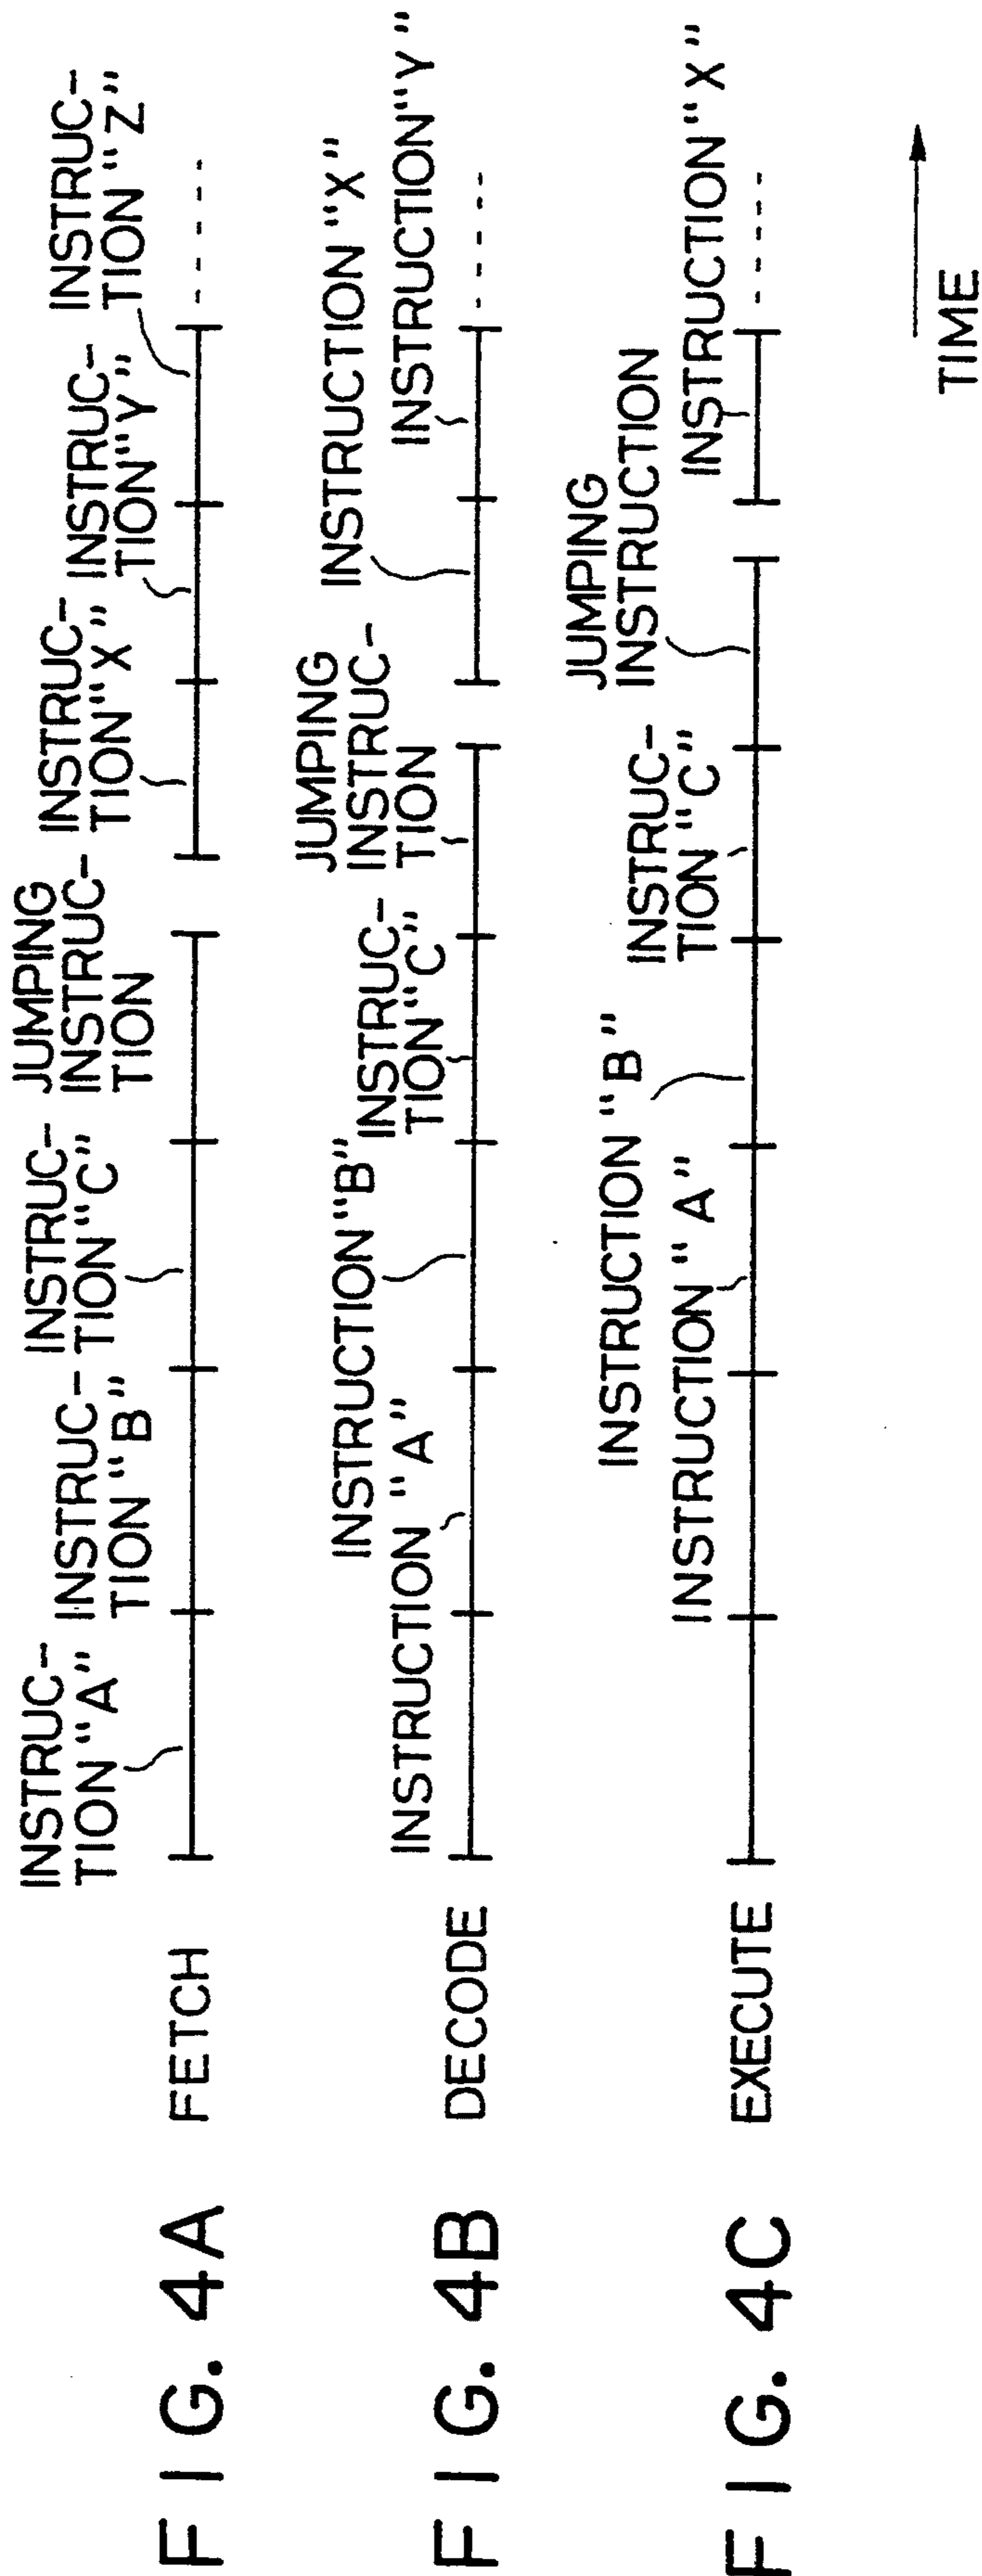 FIG. 4A
FETCH
INSTRUC-
TION "A"
INSTRUC-
TION "B"
INSTRUC-
TION "C"
JUMPING
INSTRUC-
TION
INSTRUC-
TION "X"
INSTRUC-
TION "Y"
INSTRUC-
TION "Z"
FIG. 4B
DECODE
INSTRUCTION "A"
INSTRUCTION "B"
INSTRUC-
TION "C"
JUMPING
INSTRUC-
TION
INSTRUCTION "X"
INSTRUCTION "Y"
FIG. 4C
EXECUTE
INSTRUCTION "A"
INSTRUCTION "B"
INSTRUC-
TION "C"
JUMPING
INSTRUCTION
INSTRUCTION "X"
TIME